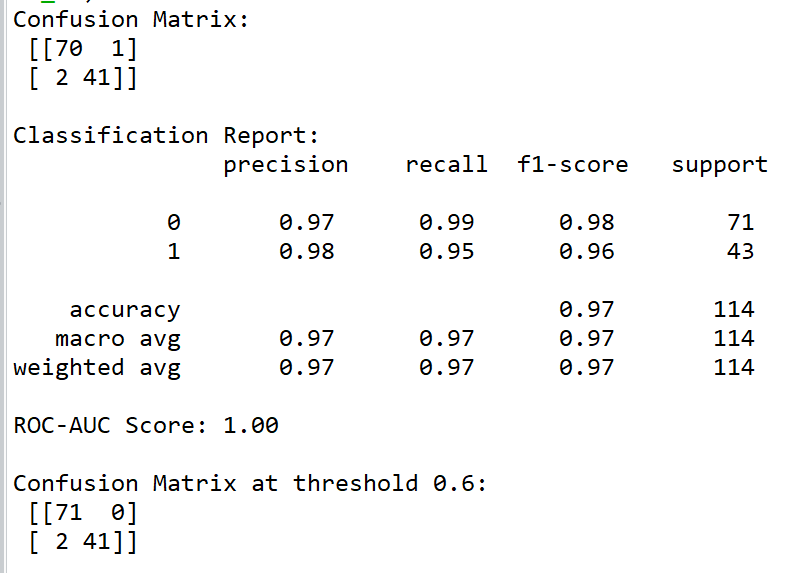 Confusion Matrix:
[[70  1]
[ 2 41]]
Classification Report:
precision    recall  f1-score   support
0       0.97      0.99      0.98        71
1       0.98      0.95      0.96        43
accuracy                           0.97       114
macro avg       0.97      0.97      0.97       114
weighted avg       0.97      0.97      0.97       114
ROC-AUC Score: 1.00
Confusion Matrix at threshold 0.6:
[[71  0]
[ 2 41]]